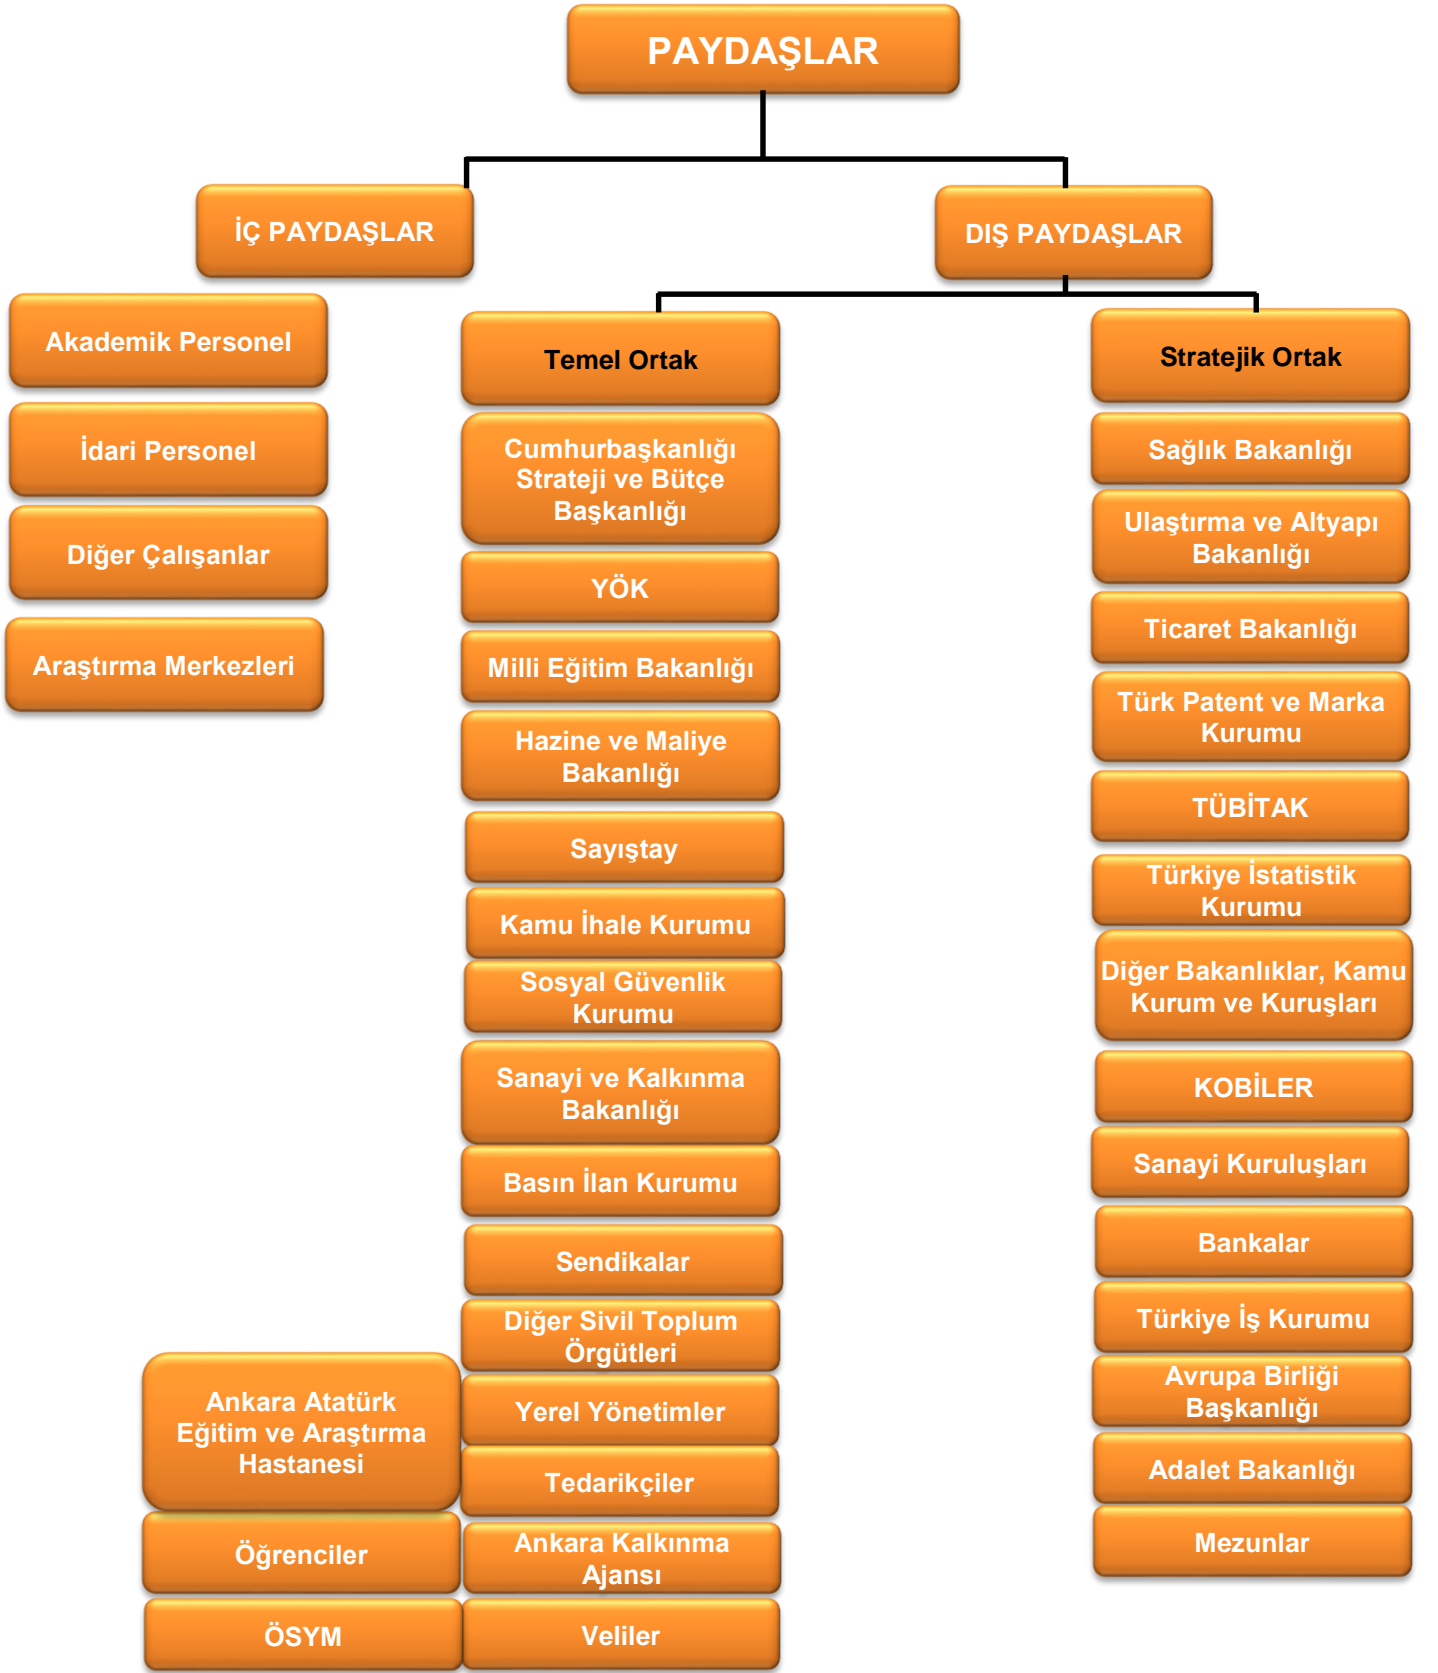 PAYDAŞLAR
İÇ PAYDAŞLAR
DIŞ PAYDAŞLAR
Akademik Personel
İdari Personel
Diğer Çalışanlar
Araştırma Merkezleri
Temel Ortak
Cumhurbaşkanlığı
Strateji ve Bütçe
Başkanlığı
YÖK
Milli Eğitim Bakanlığı
Hazine ve Maliye
Bakanlığı
Sayıştay
Kamu İhale Kurumu
Sosyal Güvenlik
Kurumu
Sanayi ve Kalkınma
Bakanlığı
Basın İlan Kurumu
Sendikalar
Diğer Sivil Toplum
Örgütleri
Yerel Yönetimler
Tedarikçiler
Ankara Kalkınma
Ajansı
Veliler
Ankara Atatürk
Eğitim ve Araştırma
Hastanesi
Öğrenciler
ÖSYM
Stratejik Ortak
Sağlık Bakanlığı
Ulaştırma ve Altyapı
Bakanlığı
Ticaret Bakanlığı
Türk Patent ve Marka
Kurumu
TÜBİTAK
Türkiye İstatistik
Kurumu
Diğer Bakanlıklar, Kamu
Kurum ve Kuruşları
KOBİLER
Sanayi Kuruluşları
Bankalar
Türkiye İş Kurumu
Avrupa Birliği
Başkanlığı
Adalet Bakanlığı
Mezunlar